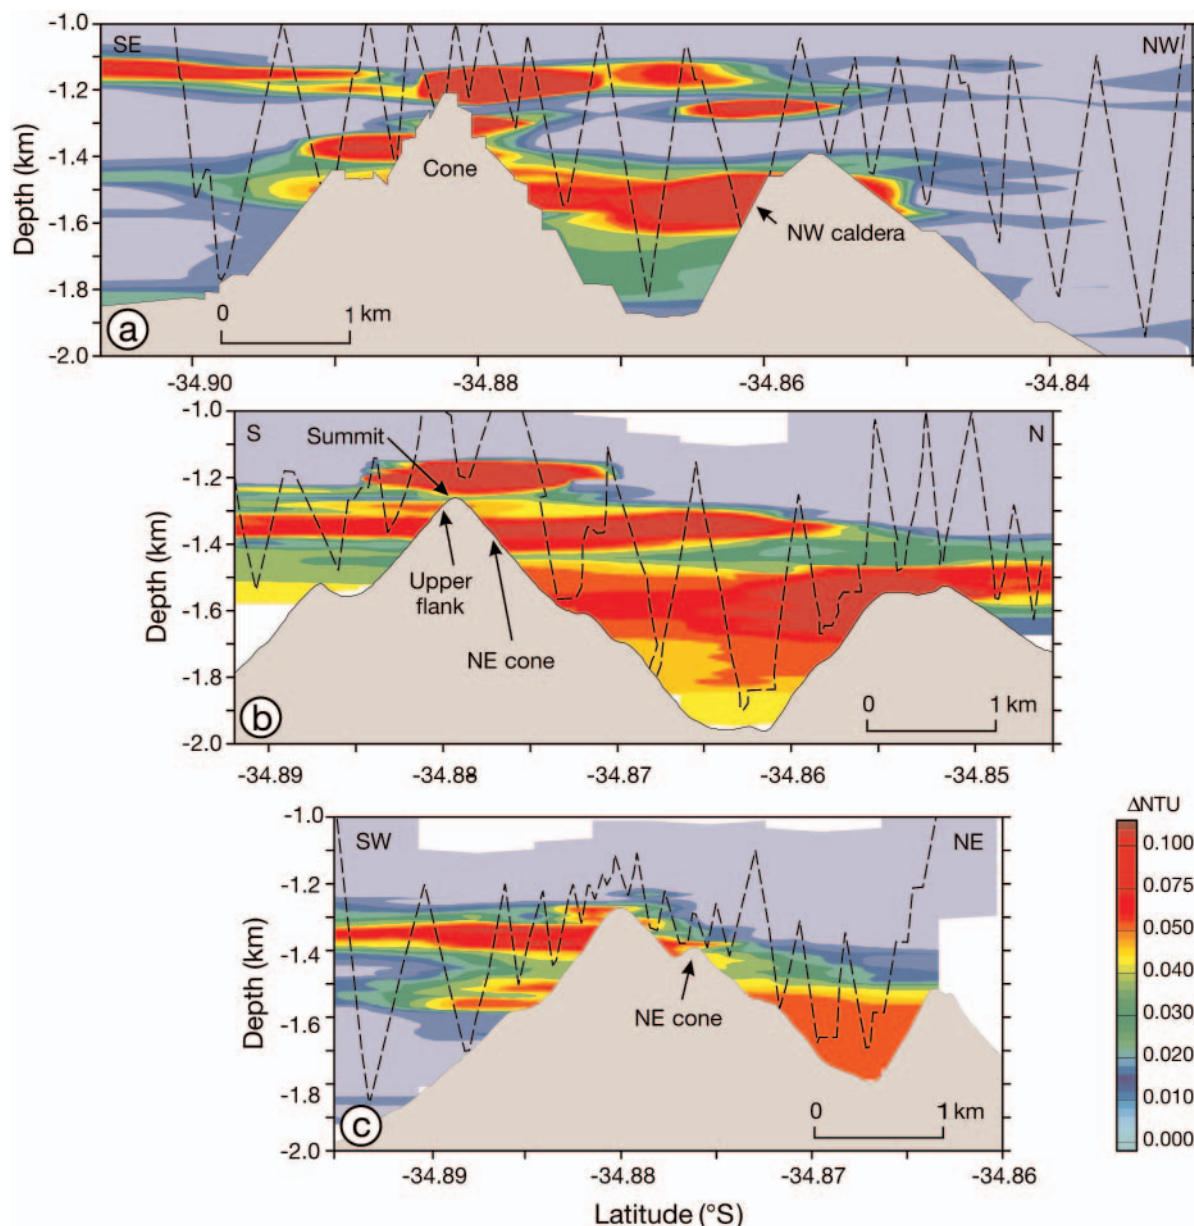 SE
NW
-1.0
-1.2
-1.4
-1.6
-1.8
-2.0
Depth (km)
Cone
NW caldera
0
1 km
a
-34.90
-34.88
-34.86
-34.84
S
N
Summit
-1.0
-1.2
-1.4
-1.6
-1.8
-2.0
Depth (km)
Upper
flank
NE cone
0
1 km
b
-34.89
-34.88
-34.87
-34.86
-34.85
SW
NE
-1.0
-1.2
-1.4
-1.6
-1.8
-2.0
Depth (km)
NE cone
0
1 km
c
-34.89
-34.88
-34.87
-34.86
Latitude (°S)
ΔNTU
0.100
0.075
0.050
0.040
0.030
0.020
0.010
0.000